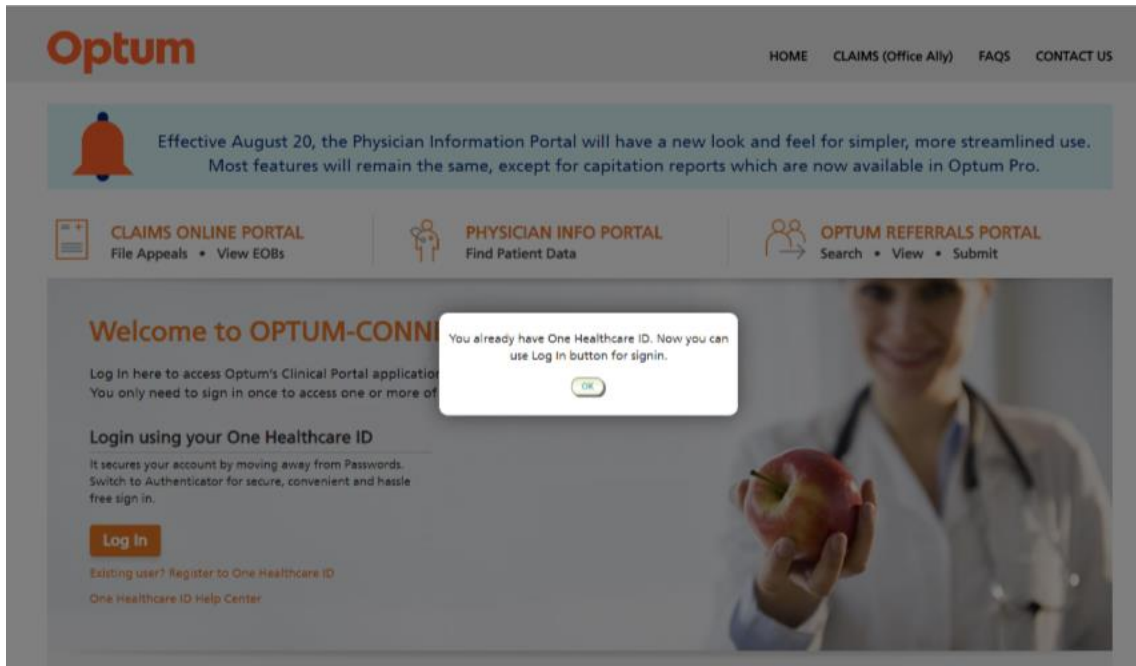 Optum
HOME CLAIMS (Office Ally) FAQS CONTACT US
Effective August 20, the Physician Information Portal will have a new look and feel for simpler, more streamlined use.
Most features will remain the same, except for capitation reports which are now available in Optum Pro.
CLAIMS ONLINE PORTAL
File Appeals • View EOBs
PHYSICIAN INFO PORTAL
Find Patient Data
OPTUM REFERRALS PORTAL
Search • View • Submit
Welcome to OPTUM-CONN
Log In here to access Optum's Clinical Portal application
You only need to sign in once to access one or more of
You already have One Healthcare ID. Now you can
use Log In button for signin.
OK
Login using your One Healthcare ID
It secures your account by moving away from Passwords.
Switch to Authenticator for secure, convenient and hassle
free sign in.
Log In
Existing user? Register to One Healthcare ID
One Healthcare ID Help Center